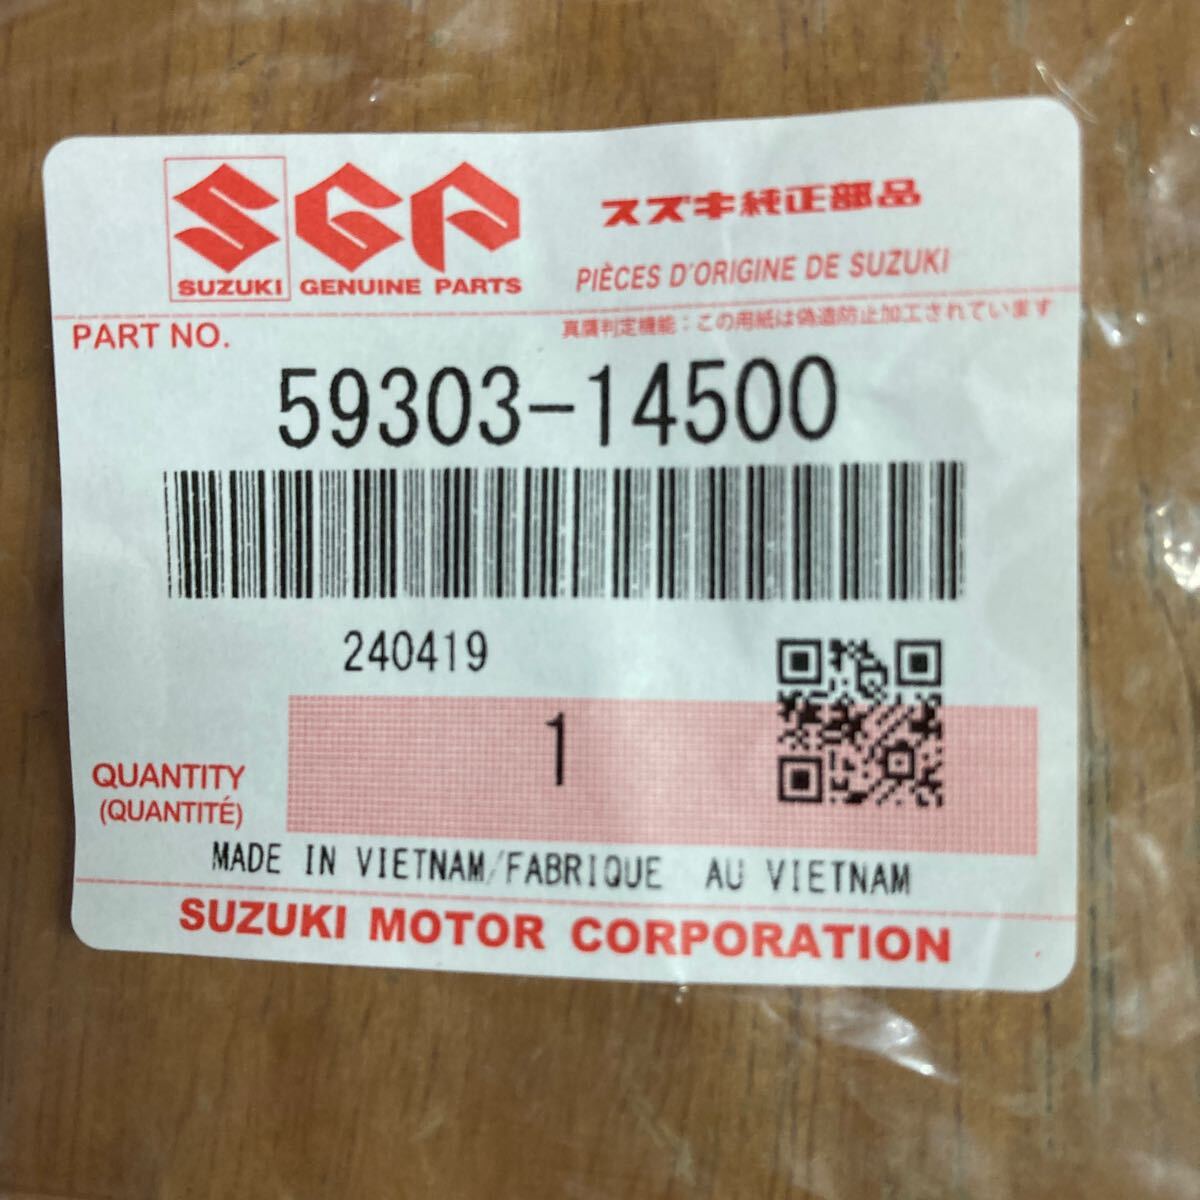 SGP
スズキ純正部品
SUZUKI GENUINE PARTS
PIÈCES D'ORIGINE DE SUZUKI
PART NO.
真贋判定機能：この用紙は偽造防止加工されています
59303-14500
240419
1
QUANTITY
(QUANTITÉ)
MADE IN VIETNAM/FABRIQUE AU VIETNAM
SUZUKI MOTOR CORPORATION